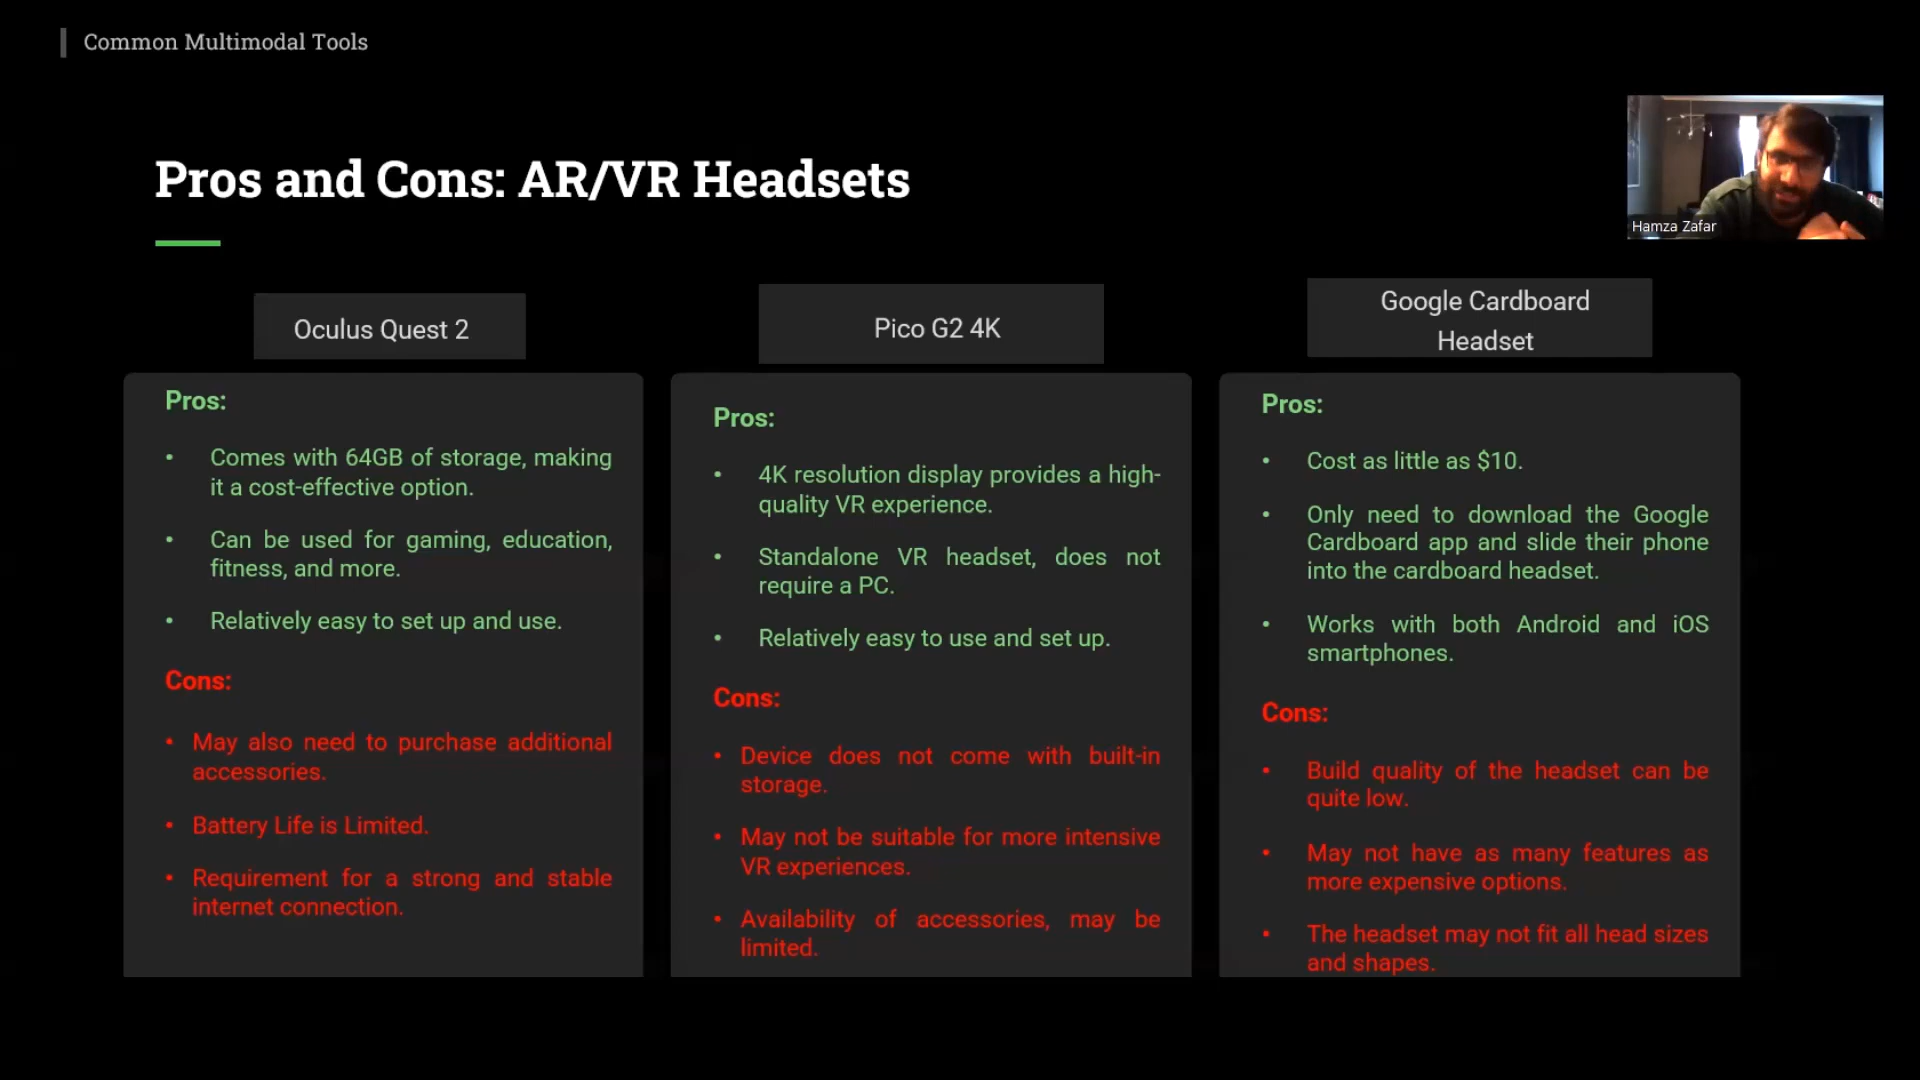 Common Multimodal Tools
Pros and Cons: AR/VR Headsets
Hamza Zafar
Oculus Quest 2
Pros:
• Comes with 64GB of storage, making
it a cost-effective option.
• Can be used for gaming, education,
fitness, and more.
• Relatively easy to set up and use.
Cons:
• May also need to purchase additional
accessories.
• Battery Life is Limited.
• Requirement for a strong and stable
internet connection.
Pico G2 4K
Pros:
• 4K resolution display provides a high-
quality VR experience.
• Standalone VR headset, does not
require a PC.
• Relatively easy to use and set up.
Cons:
• Device does not come with built-in
storage.
• May not be suitable for more intensive
VR experiences.
• Availability of accessories, may be
limited.
Google Cardboard
Headset
Pros:
• Cost as little as $10.
• Only need to download the Google
Cardboard app and slide their phone
into the cardboard headset.
• Works with both Android and iOS
smartphones.
Cons:
• Build quality of the headset can be
quite low.
• May not have as many features as
more expensive options.
• The headset may not fit all head sizes
and shapes.